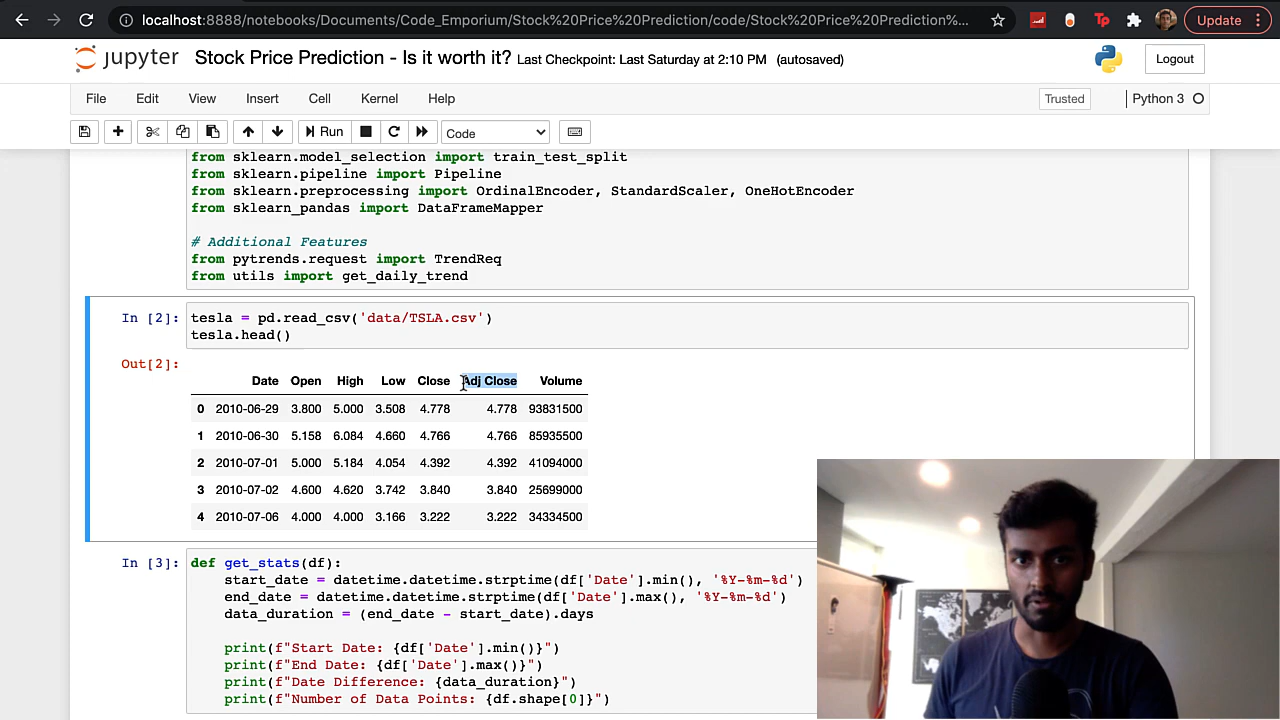 localhost:8888/notebooks/Documents/Code_Emporium/Stock%20Price%20Prediction/code/Stock%20Price%20Prediction%...
Tp
Update
jupyter Stock Price Prediction - Is it worth it? Last Checkpoint: Last Saturday at 2:10 PM (autosaved)
Logout
File Edit View Insert Cell Kernel Help
Trusted
Python 3
Run
Code
from sklearn.model_selection import train_test_split
from sklearn.pipeline import Pipeline
from sklearn.preprocessing import OrdinalEncoder, StandardScaler, OneHotEncoder
from sklearn_pandas import DataFrameMapper
# Additional Features
from pytrends.request import TrendReq
from utils import get_daily_trend
In [2]: tesla = pd.read_csv('data/TSLA.csv')
tesla.head()
Out[2]:
Date Open High Low Close Adj Close Volume
0 2010-06-29 3.800 5.000 3.508 4.778 4.778 93831500
1 2010-06-30 5.158 6.084 4.660 4.766 4.766 85935500
2 2010-07-01 5.000 5.184 4.054 4.392 4.392 41094000
3 2010-07-02 4.600 4.620 3.742 3.840 3.840 25699000
4 2010-07-06 4.000 4.000 3.166 3.222 3.222 34334500
In [3]: def get_stats(df):
start_date = datetime.datetime.strptime(df['Date'].min(), '%Y-%m-%d')
end_date = datetime.datetime.strptime(df['Date'].max(), '%Y-%m-%d')
data_duration = (end_date - start_date).days
print(f"Start Date: {df['Date'].min()}")
print(f"End Date: {df['Date'].max()}")
print(f"Date Difference: {data_duration}")
print(f"Number of Data Points: {df.shape[0]}")